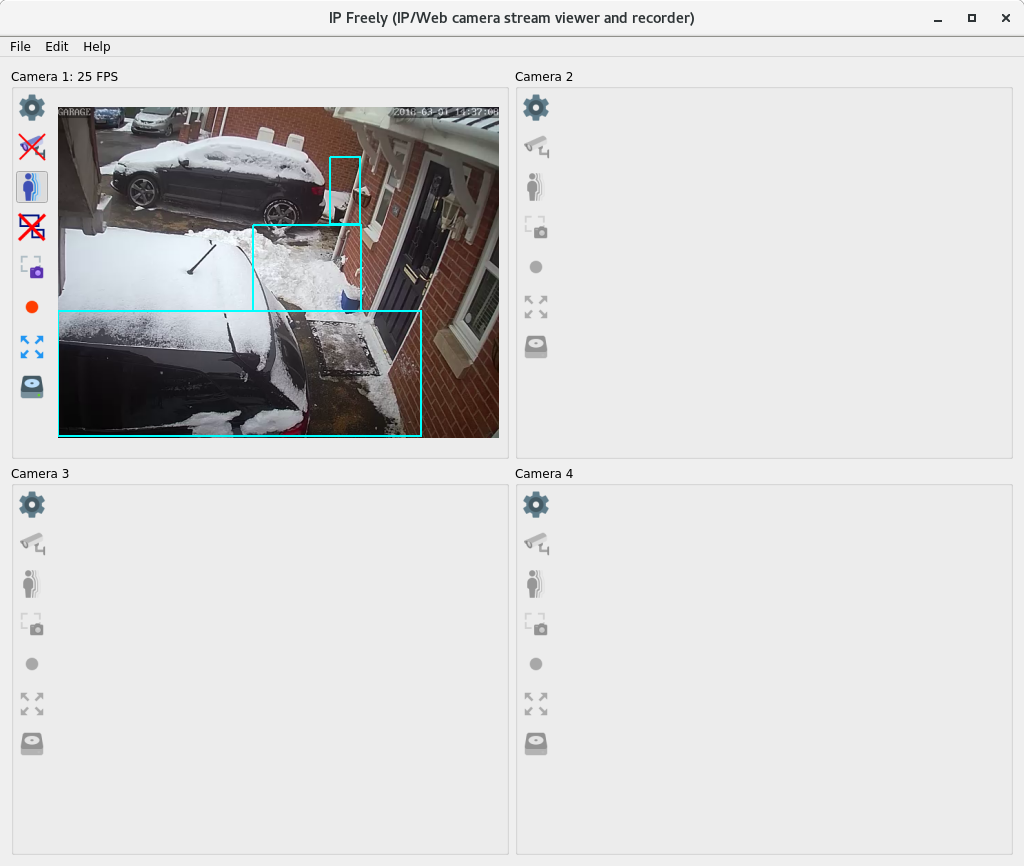 IP Freely (IP/Web camera stream viewer and recorder)
File Edit Help
Camera 1: 25 FPS
Camera 2
GARAGE 2018-03-01 14:37:08
Camera 3
Camera 4